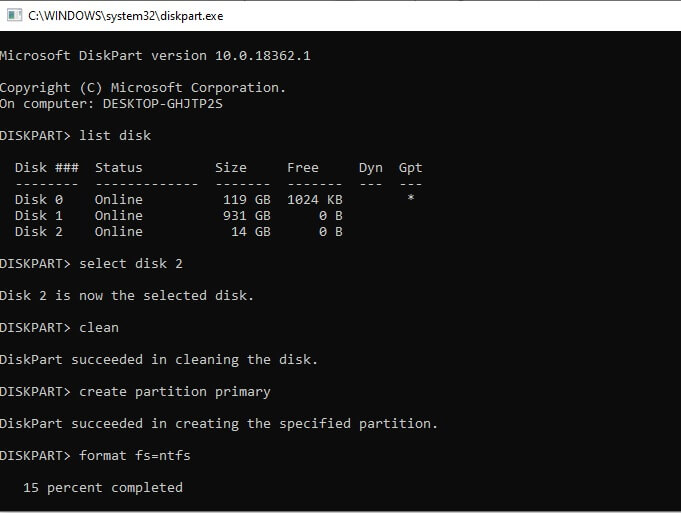 C:\WINDOWS\system32\diskpart.exe
Microsoft DiskPart version 10.0.18362.1
Copyright (C) Microsoft Corporation.
On computer: DESKTOP-GHJTP2S
DISKPART> list disk
  Disk ###  Status         Size     Free     Dyn  Gpt
  --------  -------------  -------  -------  ---  ---
  Disk 0    Online          119 GB  1024 KB        *
  Disk 1    Online          931 GB      0 B
  Disk 2    Online           14 GB      0 B
DISKPART> select disk 2
Disk 2 is now the selected disk.
DISKPART> clean
DiskPart succeeded in cleaning the disk.
DISKPART> create partition primary
DiskPart succeeded in creating the specified partition.
DISKPART> format fs=ntfs
   15 percent completed